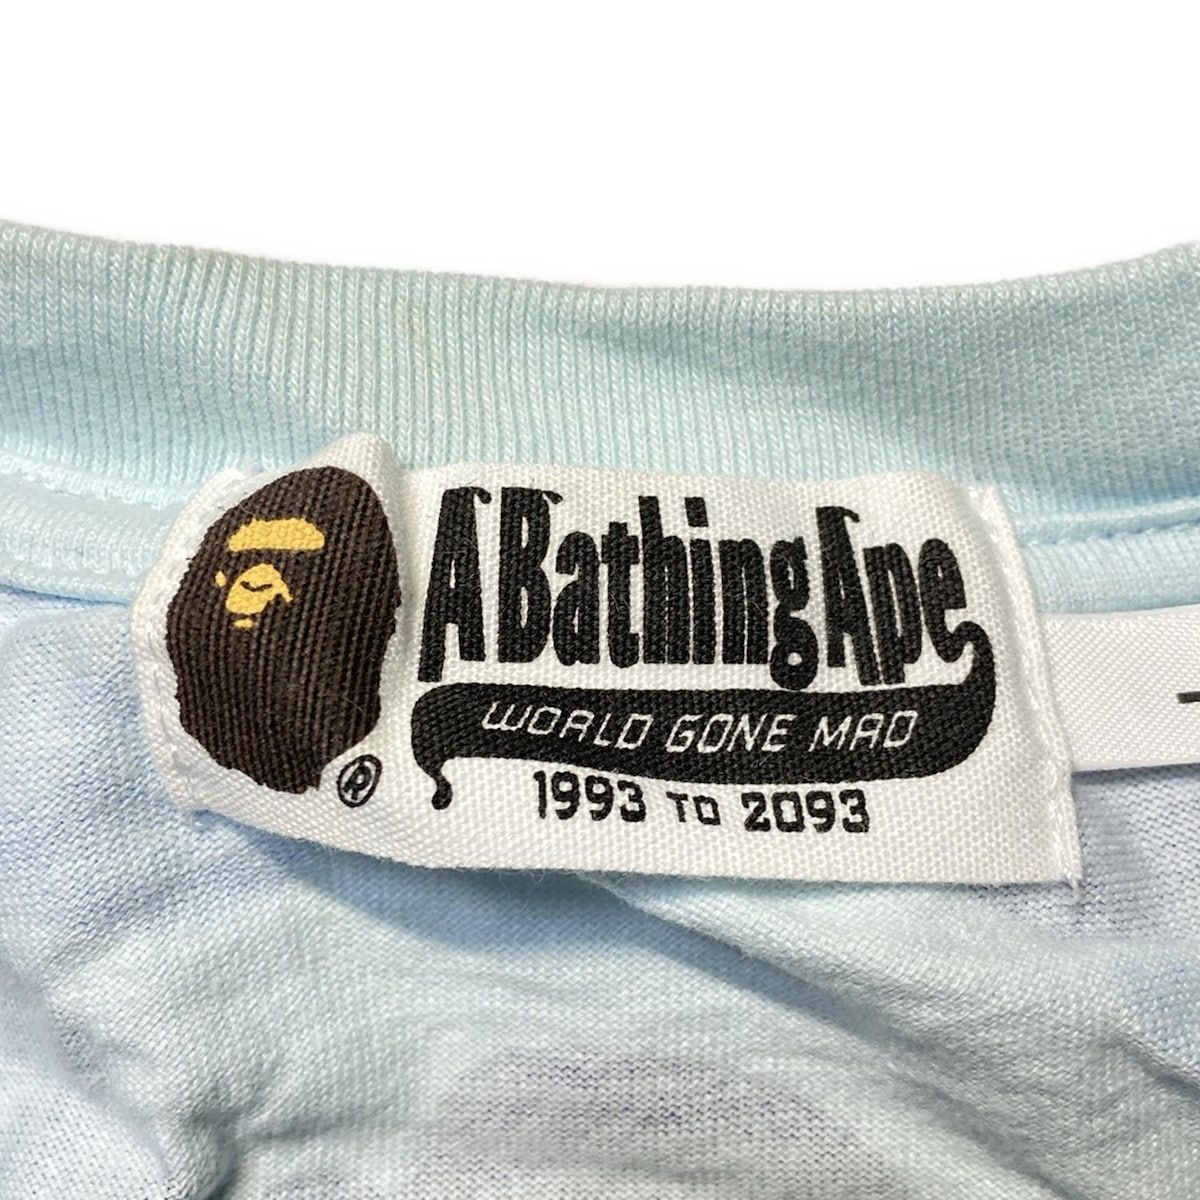 A Bathing Ape
WORLD GONE MAD
1993 TO 2093
®